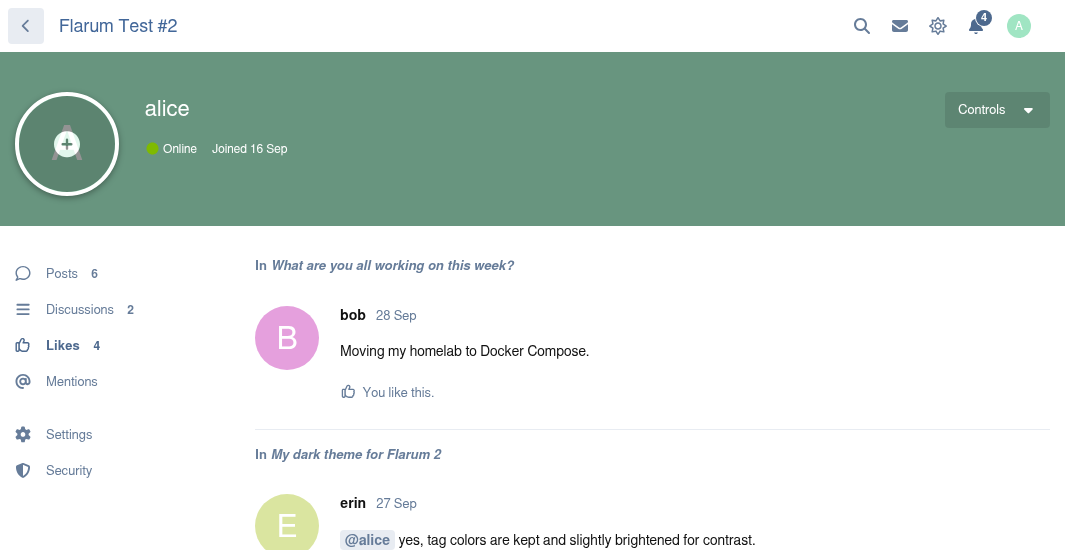 Flarum Test #2
4
A
A
alice
Online Joined 16 Sep
Controls
Posts 6
Discussions 2
Likes 4
Mentions
Settings
Security
In What are you all working on this week?
B
bob 28 Sep
Moving my homelab to Docker Compose.
You like this.
In My dark theme for Flarum 2
E
erin 27 Sep
@alice yes, tag colors are kept and slightly brightened for contrast.